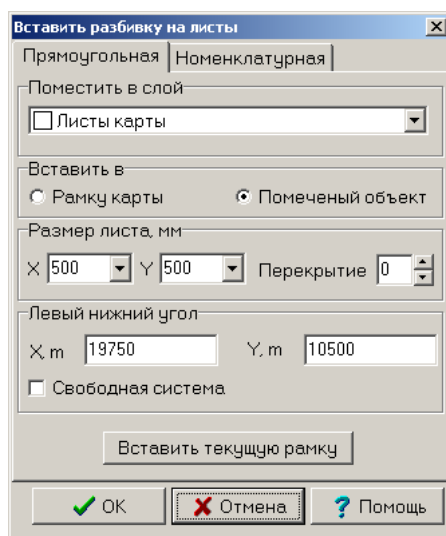 Вставить разбивку на листы
Прямоугольная Номенклатурная
Поместить в слой
Листы карты
Вставить в
Рамку карты Помеченый объект
Размер листа, мм
X 500 Y 500 Перекрытие 0
Левый нижний угол
X, m 19750 Y, m 10500
Свободная система
Вставить текущую рамку
OK Отмена ? Помощь